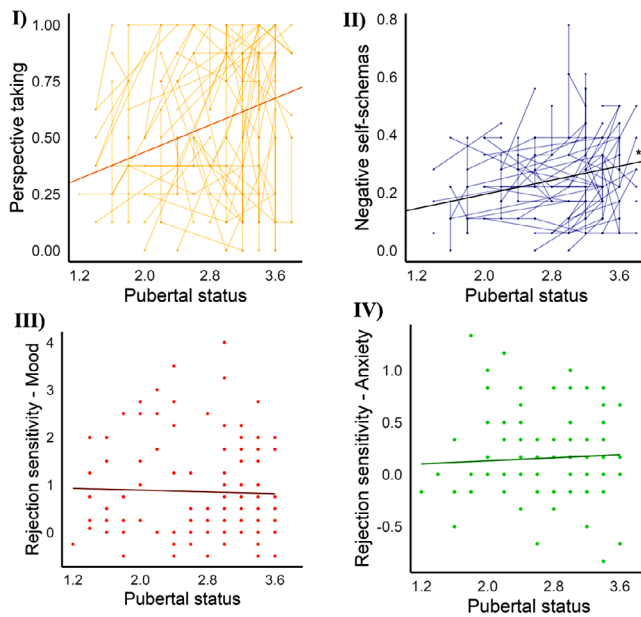 I)
Perspective taking
1.00
0.75
0.50
0.25
0.00
1.2 2.0 2.8 3.6
Pubertal status
II)
Negative self-schemas
0.8
0.6
0.4
0.2
0.0
*
1.2 2.0 2.8 3.6
Pubertal status
III)
Rejection sensitivity - Mood
4
3
2
1
0
1.2 2.0 2.8 3.6
Pubertal status
IV)
Rejection sensitivity - Anxiety
1.0
0.5
0.0
-0.5
1.2 2.0 2.8 3.6
Pubertal status